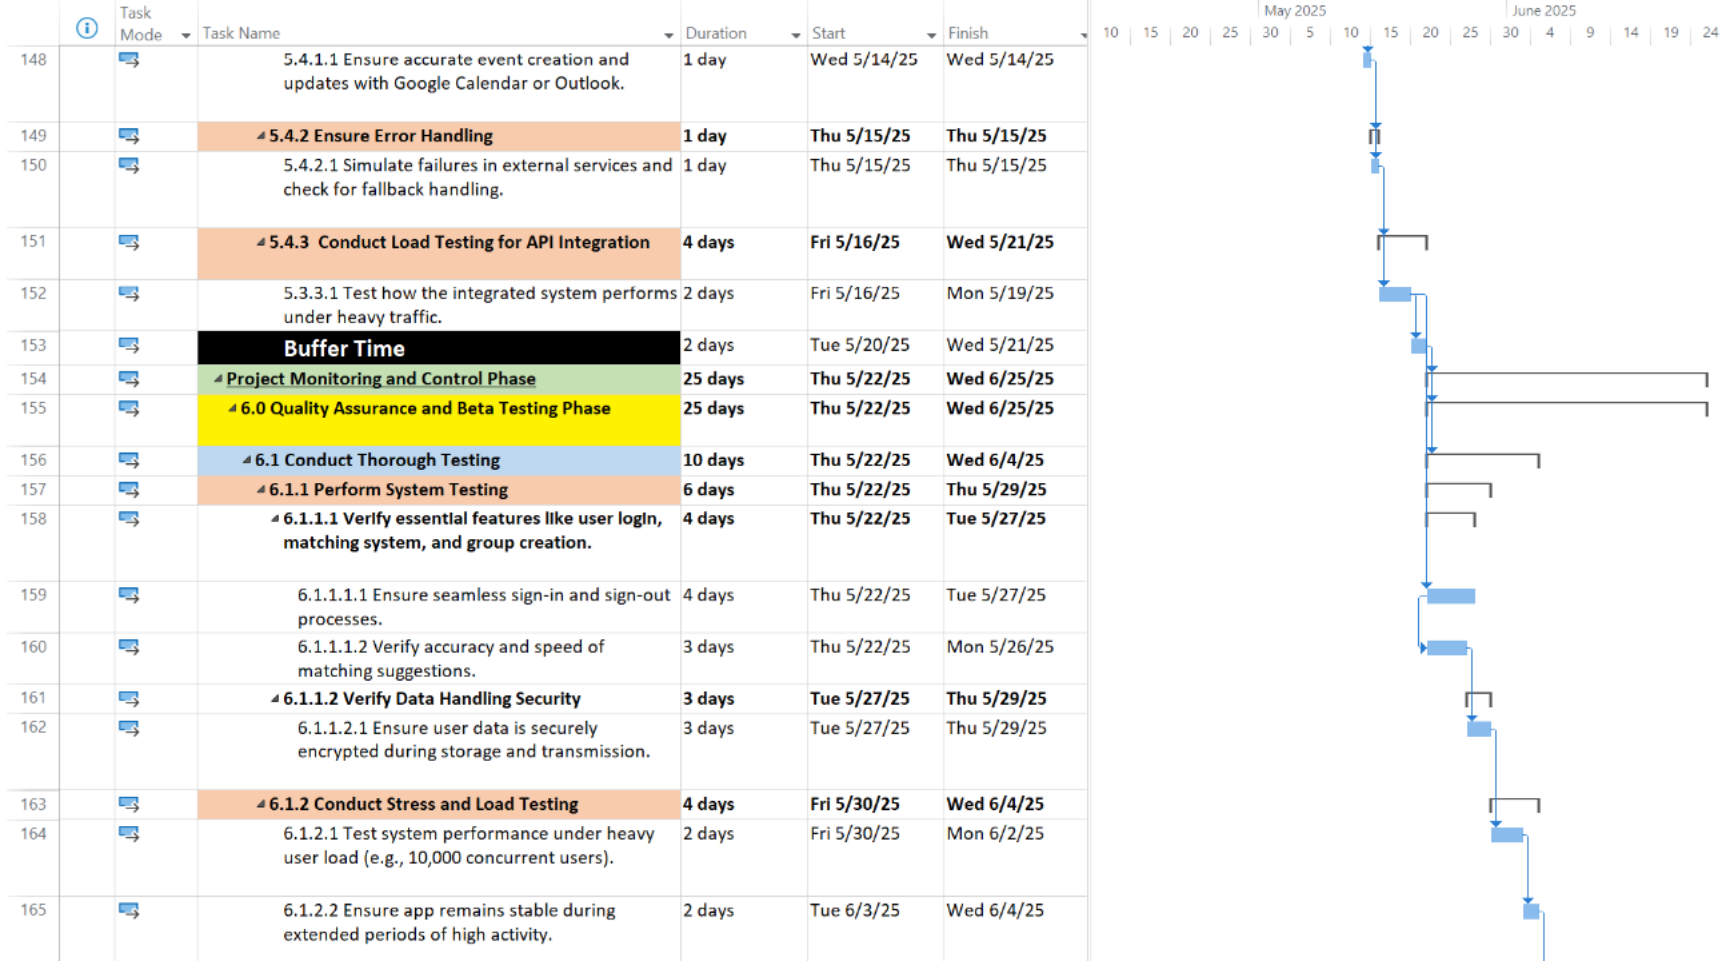 Task Mode Task Name Duration Start Finish
May 2025 June 2025
10 15 20 25 30 5 10 15 20 25 30 4 9 14 19 24
148 5.4.1.1 Ensure accurate event creation and 1 day Wed 5/14/25 Wed 5/14/25
updates with Google Calendar or Outlook.
149 5.4.2 Ensure Error Handling 1 day Thu 5/15/25 Thu 5/15/25
150 5.4.2.1 Simulate failures in external services and 1 day Thu 5/15/25 Thu 5/15/25
check for fallback handling.
151 5.4.3 Conduct Load Testing for API Integration 4 days Fri 5/16/25 Wed 5/21/25
152 5.3.3.1 Test how the integrated system performs 2 days Fri 5/16/25 Mon 5/19/25
under heavy traffic.
153 Buffer Time 2 days Tue 5/20/25 Wed 5/21/25
154 Project Monitoring and Control Phase 25 days Thu 5/22/25 Wed 6/25/25
155 6.0 Quality Assurance and Beta Testing Phase 25 days Thu 5/22/25 Wed 6/25/25
156 6.1 Conduct Thorough Testing 10 days Thu 5/22/25 Wed 6/4/25
157 6.1.1 Perform System Testing 6 days Thu 5/22/25 Thu 5/29/25
158 6.1.1.1 Verify essential features like user login, 4 days Thu 5/22/25 Tue 5/27/25
matching system, and group creation.
159 6.1.1.1.1 Ensure seamless sign-in and sign-out 4 days Thu 5/22/25 Tue 5/27/25
processes.
160 6.1.1.1.2 Verify accuracy and speed of 3 days Thu 5/22/25 Mon 5/26/25
matching suggestions.
161 6.1.1.2 Verify Data Handling Security 3 days Tue 5/27/25 Thu 5/29/25
162 6.1.1.2.1 Ensure user data is securely 3 days Tue 5/27/25 Thu 5/29/25
encrypted during storage and transmission.
163 6.1.2 Conduct Stress and Load Testing 4 days Fri 5/30/25 Wed 6/4/25
164 6.1.2.1 Test system performance under heavy 2 days Fri 5/30/25 Mon 6/2/25
user load (e.g., 10,000 concurrent users).
165 6.1.2.2 Ensure app remains stable during 2 days Tue 6/3/25 Wed 6/4/25
extended periods of high activity.